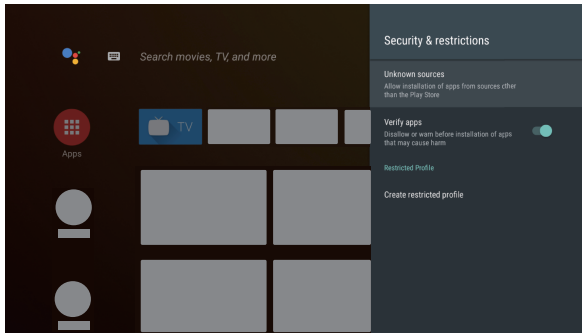 Search movies, TV, and more
TV
Apps
Security & restrictions
Unknown sources
Allow installation of apps from sources cther
than the Play Store
Verify apps
Disallow or warn before installation of apps
that may cause harm
Restricted Profile
Create restricted profile